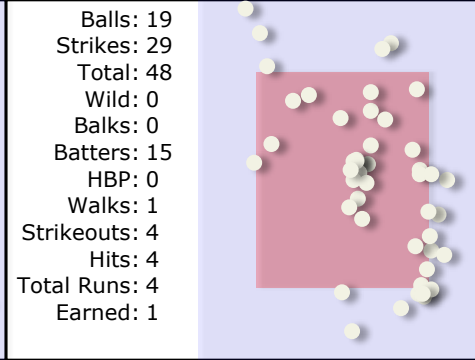 Balls: 19
Strikes: 29
Total: 48
Wild: 0
Balks: 0
Batters: 15
HBP: 0
Walks: 1
Strikeouts: 4
Hits: 4
Total Runs: 4
Earned: 1